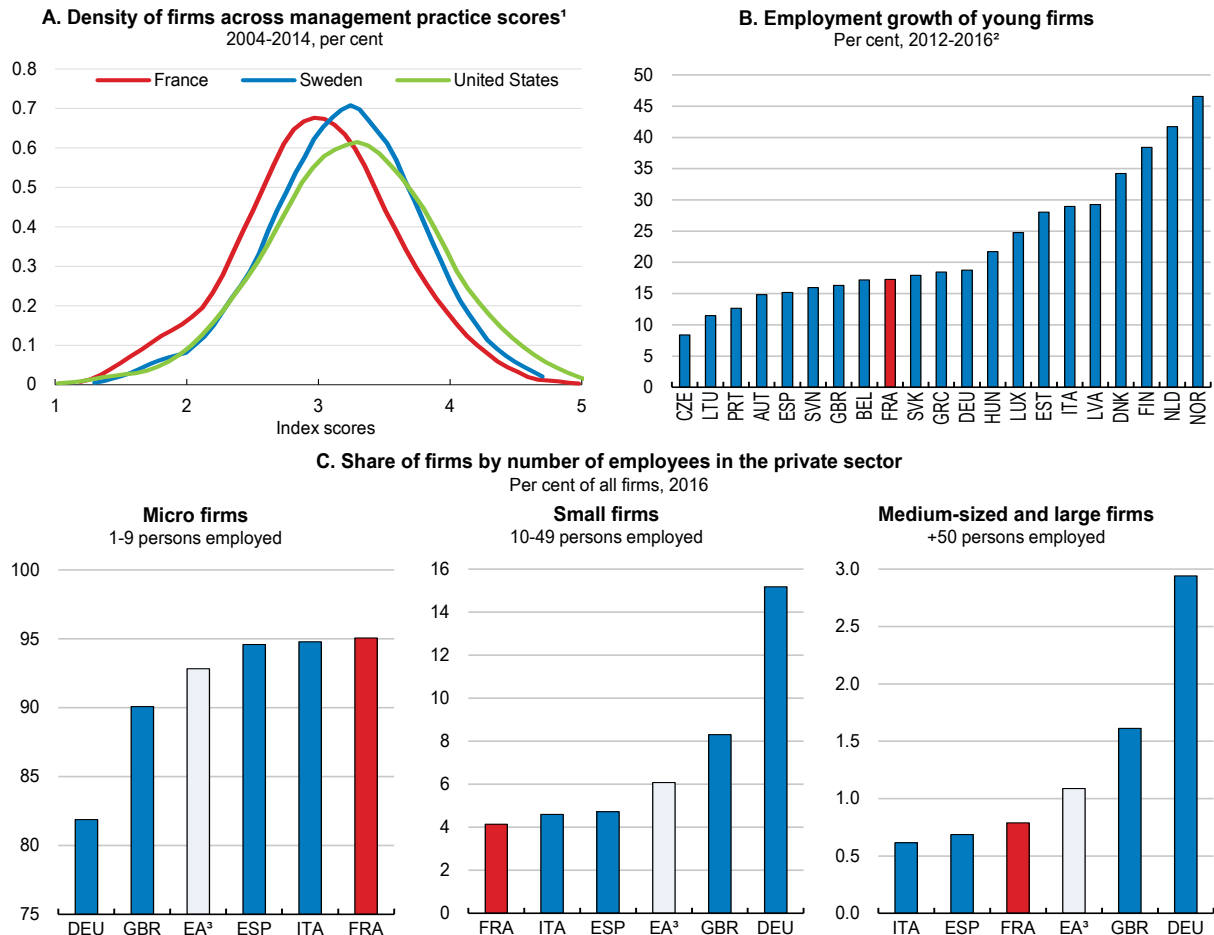 A. Density of firms across management practice scores¹
2004-2014, per cent
0.8
0.7
0.6
0.5
0.4
0.3
0.2
0.1
0
France
Sweden
United States
1
2
3
4
5
Index scores
B. Employment growth of young firms
Per cent, 2012-2016²
50
45
40
35
30
25
20
15
10
5
0
CZE
LTU
PRT
AUT
ESP
SVN
GBR
BEL
FRA
SVK
GRC
DEU
HUN
LUX
EST
ITA
LVA
DNK
FIN
NLD
NOR
C. Share of firms by number of employees in the private sector
Per cent of all firms, 2016
Micro firms
1-9 persons employed
100
95
90
85
80
75
DEU
GBR
EA³
ESP
ITA
FRA
Small firms
10-49 persons employed
16
14
12
10
8
6
4
2
0
FRA
ITA
ESP
EA³
GBR
DEU
Medium-sized and large firms
+50 persons employed
3.0
2.5
2.0
1.5
1.0
0.5
0.0
ITA
ESP
FRA
EA³
GBR
DEU